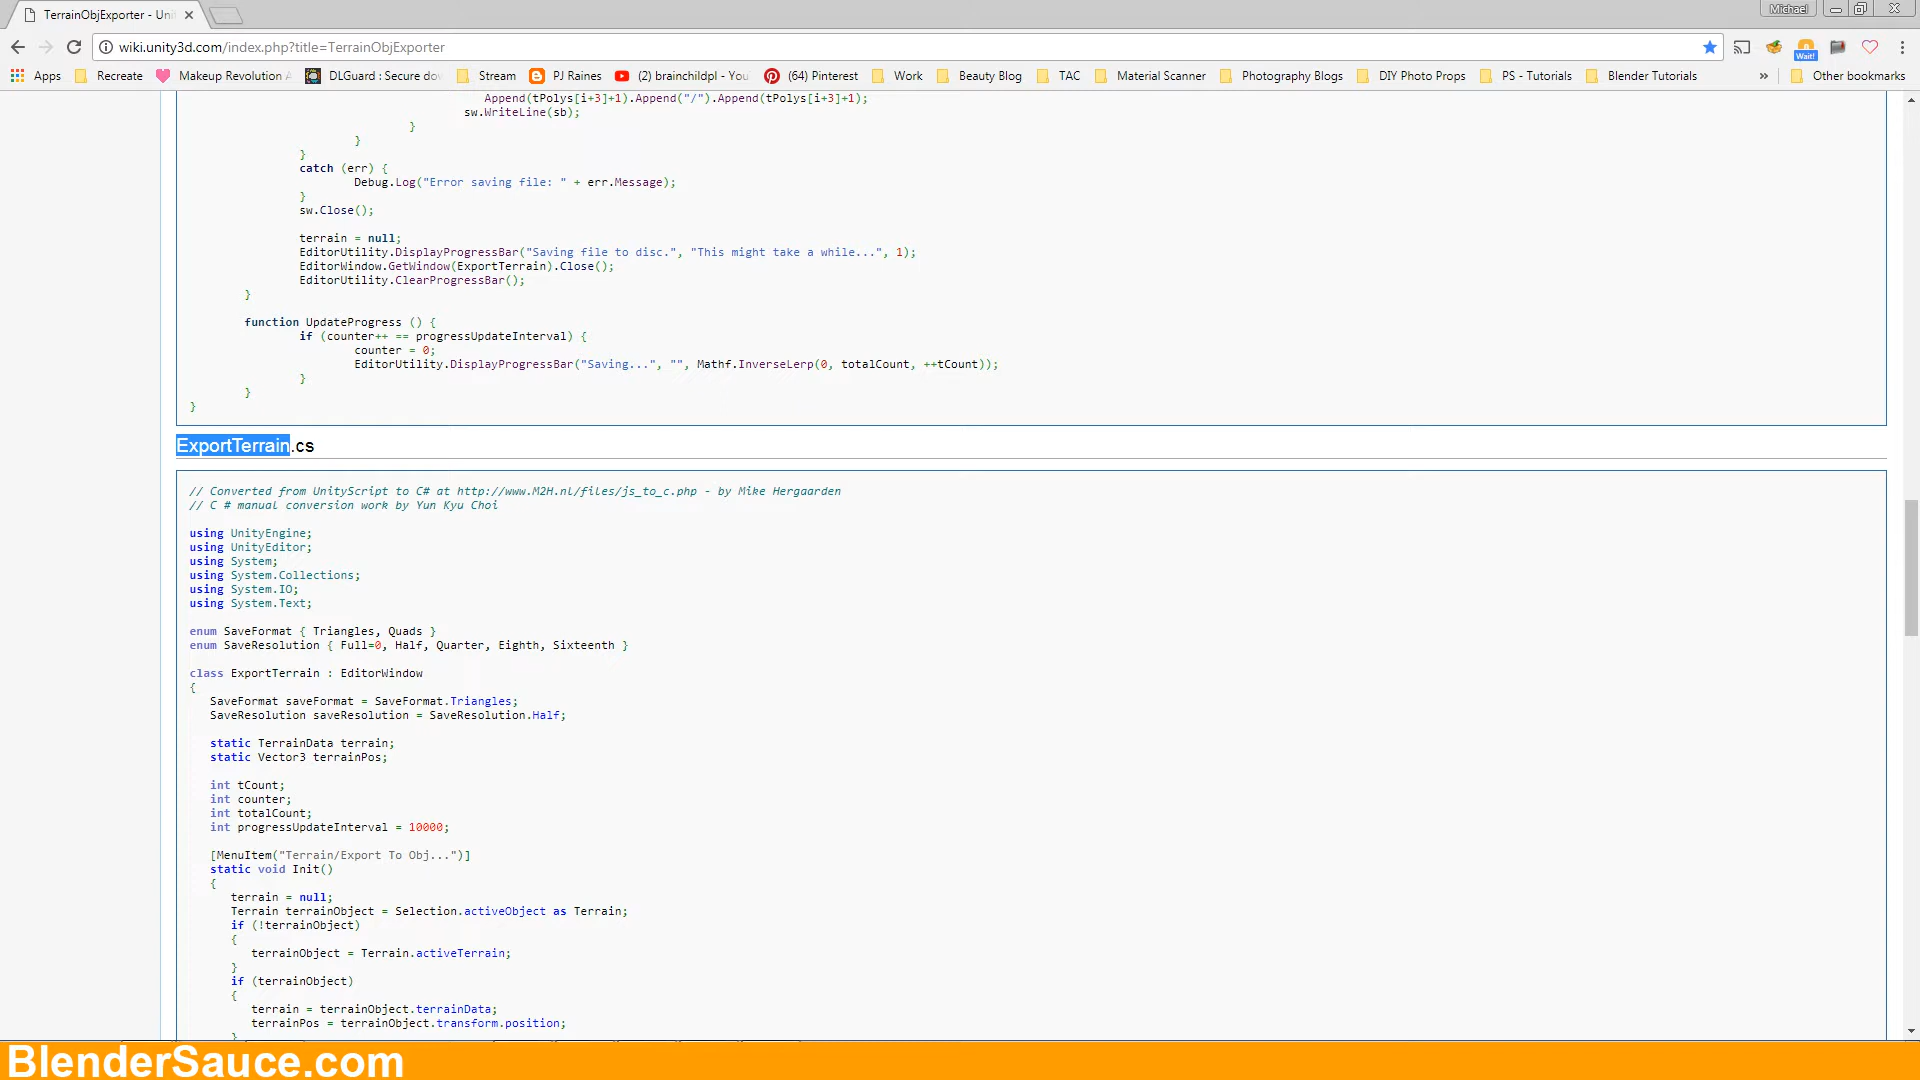 TerrainObjExporter - Uni
Michael
wiki.unity3d.com/index.php?title=TerrainObjExporter
Wait!
Apps Recreate Makeup Revolution A DLGuard : Secure do Stream PJ Raines (2) brainchildpl - You (64) Pinterest Work Beauty Blog TAC Material Scanner Photography Blogs DIY Photo Props PS - Tutorials Blender Tutorials » Other bookmarks
Append(tPolys[i+3]+1).Append("/").Append(tPolys[i+3]+1);
sw.WriteLine(sb);
}
}
}
catch (err) {
Debug.Log("Error saving file: " + err.Message);
}
sw.Close();
terrain = null;
EditorUtility.DisplayProgressBar("Saving file to disc.", "This might take a while...", 1);
EditorWindow.GetWindow(ExportTerrain).Close();
EditorUtility.ClearProgressBar();
}
function UpdateProgress () {
if (counter++ == progressUpdateInterval) {
counter = 0;
EditorUtility.DisplayProgressBar("Saving...", "", Mathf.InverseLerp(0, totalCount, ++tCount));
}
}
}
ExportTerrain.cs
// Converted from UnityScript to C# at http://www.M2H.nl/files/js_to_c.php - by Mike Hergaarden
// C # manual conversion work by Yun Kyu Choi
using UnityEngine;
using UnityEditor;
using System;
using System.Collections;
using System.IO;
using System.Text;
enum SaveFormat { Triangles, Quads }
enum SaveResolution { Full=0, Half, Quarter, Eighth, Sixteenth }
class ExportTerrain : EditorWindow
{
SaveFormat saveFormat = SaveFormat.Triangles;
SaveResolution saveResolution = SaveResolution.Half;
static TerrainData terrain;
static Vector3 terrainPos;
int tCount;
int counter;
int totalCount;
int progressUpdateInterval = 10000;
[MenuItem("Terrain/Export To Obj...")]
static void Init()
{
terrain = null;
Terrain terrainObject = Selection.activeObject as Terrain;
if (!terrainObject)
{
terrainObject = Terrain.activeTerrain;
}
if (terrainObject)
{
terrain = terrainObject.terrainData;
terrainPos = terrainObject.transform.position;
}
BlenderSauce.com